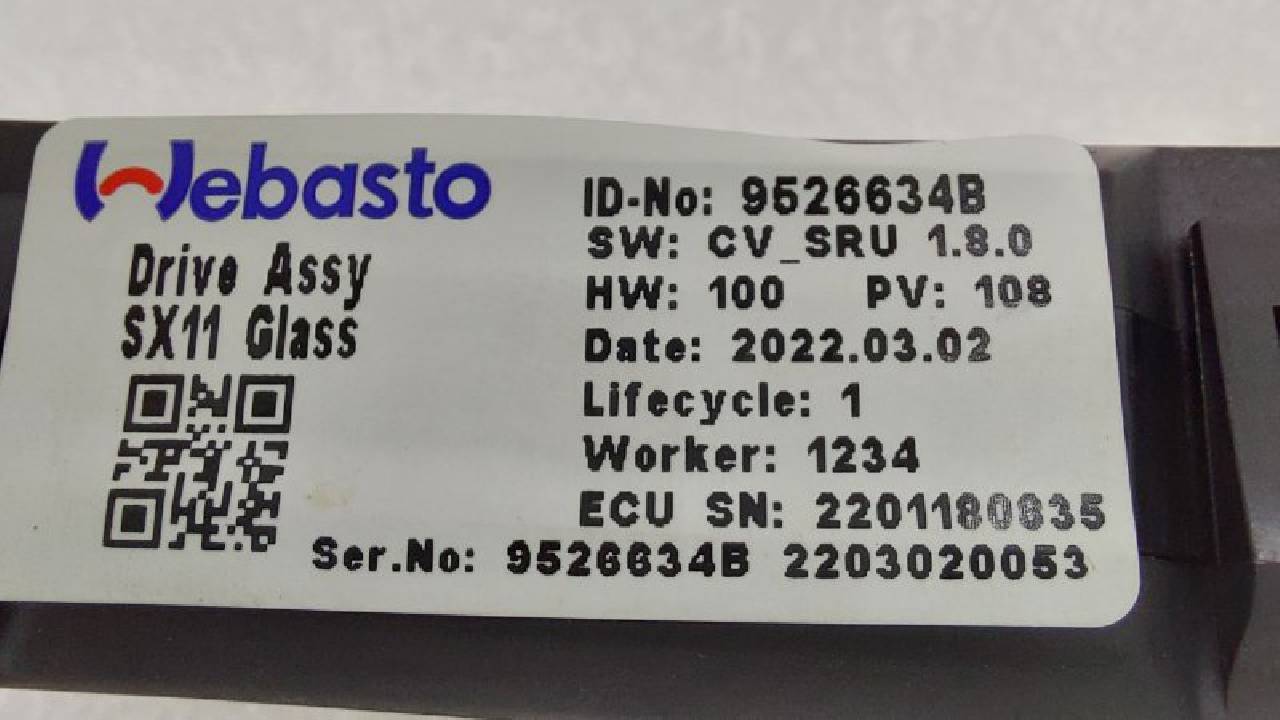 Webasto
Drive Assy
SX11 Glass
ID-No: 9526634B
SW: CV_SRU 1.8.0
HW: 100 PV: 108
Date: 2022.03.02
Lifecycle: 1
Worker: 1234
ECU SN: 2201180635
Ser.No: 9526634B 2203020053